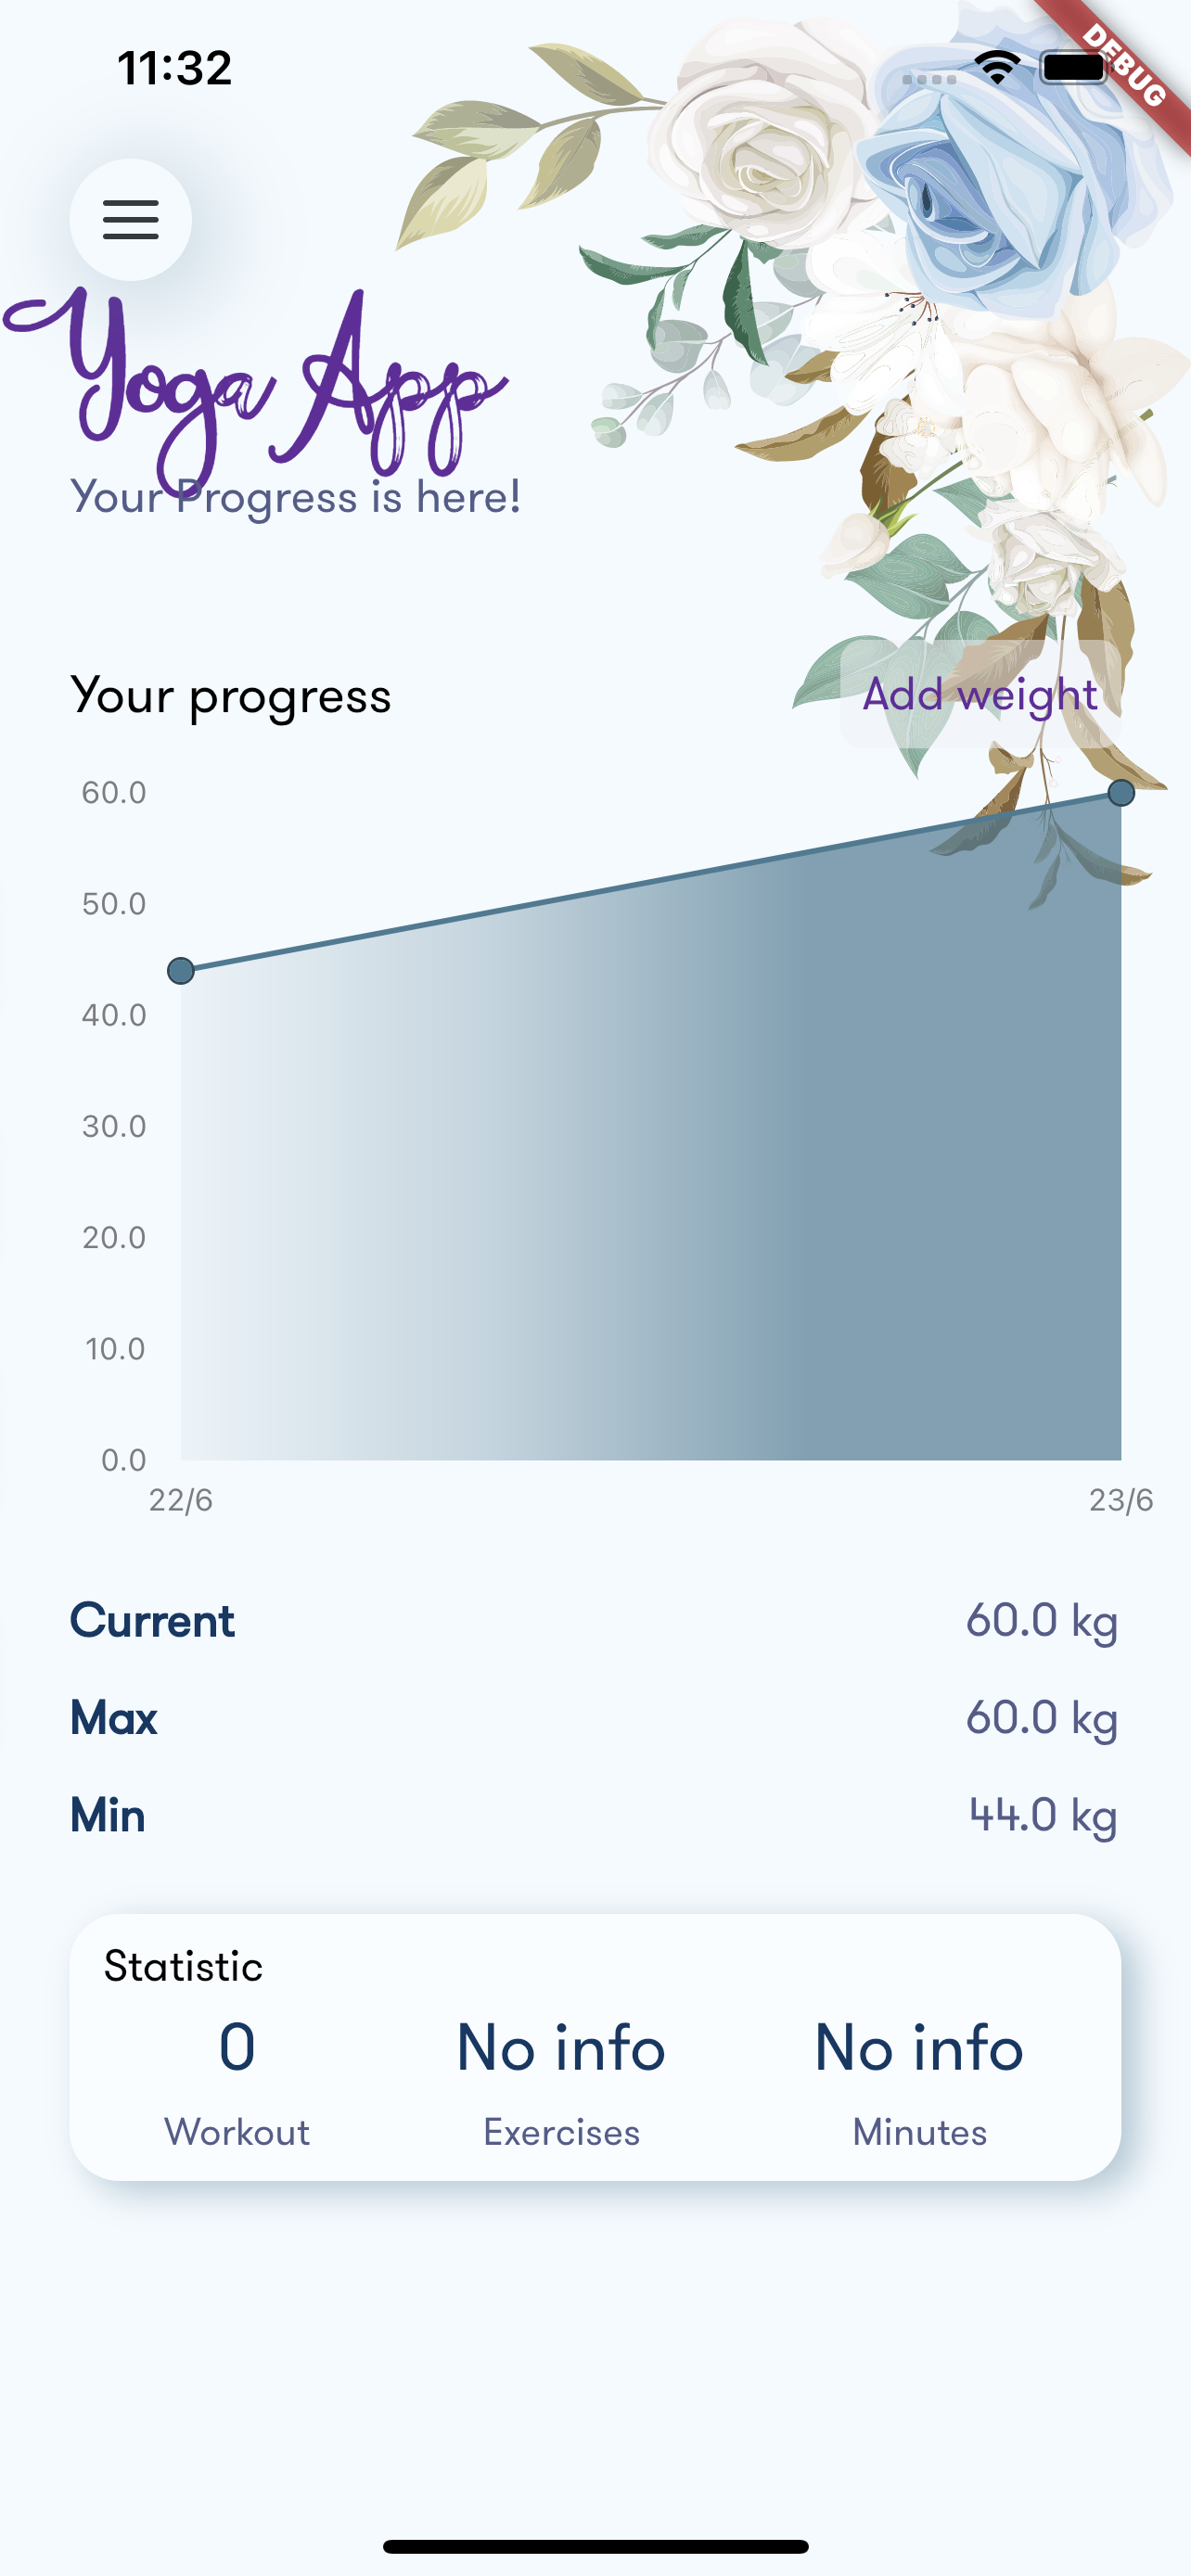 11:32
DEBUG
Yoga App
Your Progress is here!
Your progress
Add weight
60.0
50.0
40.0
30.0
20.0
10.0
0.0
22/6 23/6
Current 60.0 kg
Max 60.0 kg
Min 44.0 kg
Statistic
0 No info No info
Workout Exercises Minutes